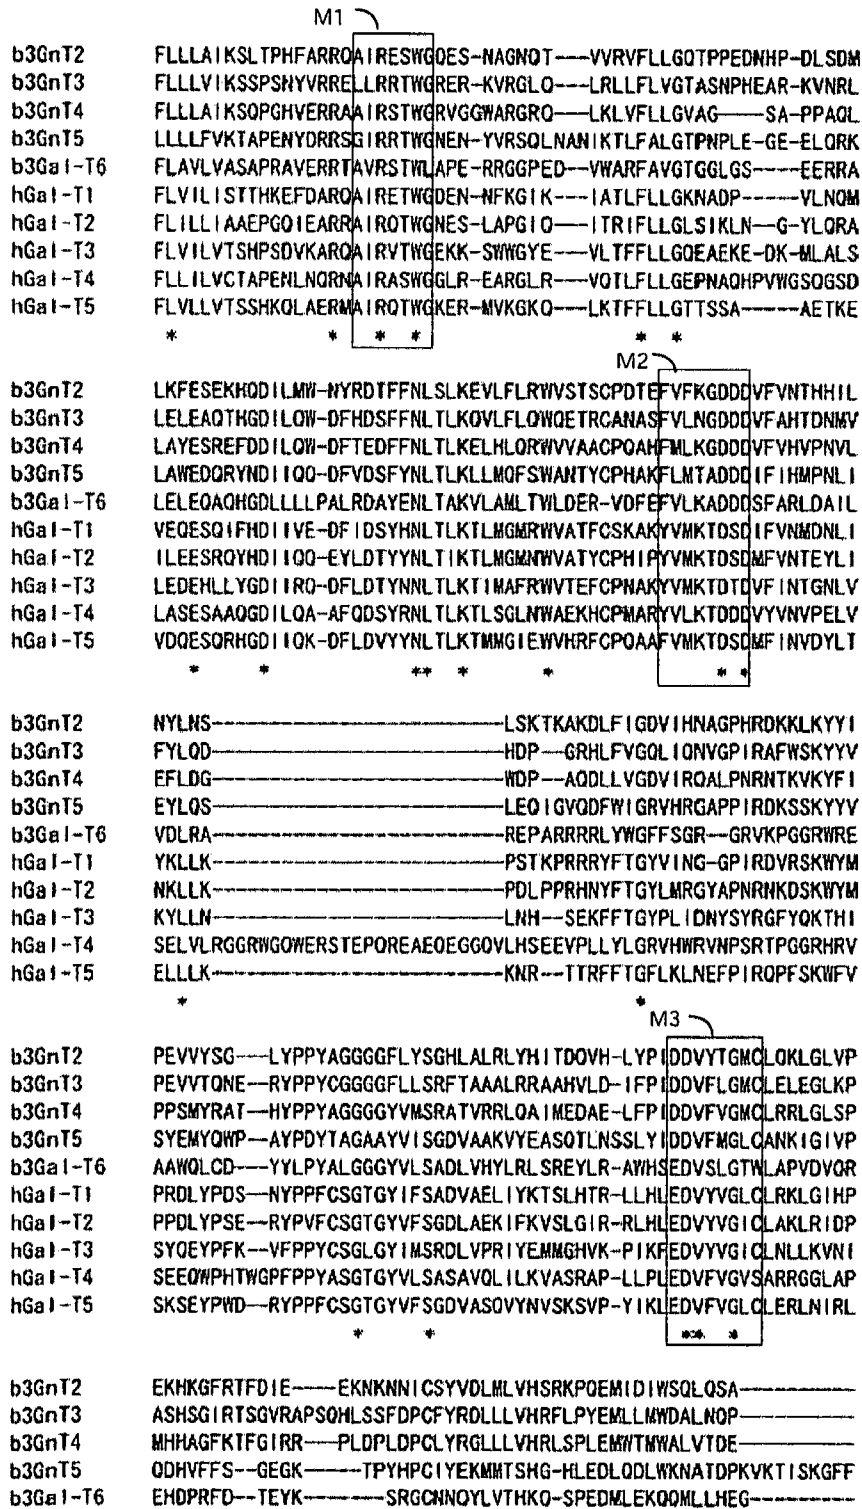 M1
b3GnT2 FLLLAIKSLTPHFARRQAIRESWGQES-NAGNQT---VVRVFLLGQTPPEDNHP-DLSDM
b3GnT3 FLLLVIKSSPSNYVRRELLRRTWGRER-KVRGLQ---LRLLFLVGTASNPHEAR-KVNRL
b3GnT4 FLLLAIKSQPGHVERRAAIRSTWGRVGGWARGRQ---LKLVFLLGVAG----SA-PPAQL
b3GnT5 LLLLFVKTAPENYDRRSGIRRTWGNEN-YVRSQLNANIKTLFALGTPNPLE-GE-ELQRK
b3Gal-T6 FLAVLVASAPRAVERRTAVRSTWLAPE-RRGGPED--VWARFAVGTGGLGS----EERRA
hGal-T1 FLVILISTTHKEFDARQAIRETWGDEN-NFKGIK---IATLFLLGKNADP-----VLNQM
hGal-T2 FLILLIAAEPGQIEARRAIRQTWGNES-LAPGIQ---ITRIFLLGLSIKLN--G-YLQRA
hGal-T3 FLVILVTSHPSDVKARQAIRVTWGEKK-SWWGYE---VLTFFLLGQEAEKE-DK-MLALS
hGal-T4 FLLILVCTAPENLNQRNAIRASWGGLR-EARGLR---VQTLFLLGEPNAQHPVWGSQGSD
hGal-T5 FLVLLVTSSHKQLAERMAIRQTWGKER-MVKGKQ---LKTFFLLGTTSSA-----AETKE
* * * * * *
M2
b3GnT2 LKFESEKHQDILMW-NYRDTFFNLSLKEVLFLRWVSTSCPDTEFVFKGDDDVFVNTHHIL
b3GnT3 LELEAQTHGDILQW-DFHDSFFNLTLKQVLFLQWQETRCANASFVLNGDDDVFAHTDNMV
b3GnT4 LAYESREFDDILQW-DFTEDFFNLTLKELHLQRWVVAACPQAHFMLKGDDDVFVHVPNVL
b3GnT5 LAWEDQRYNDIIQQ-DFVDSFYNLTLKLLMQFSWANTYCPHAKFLMTADDDIFIHMPNLI
b3Gal-T6 LELEQAQHGDLLLLPALRDAYENLTAKVLAMLTWLDER-VDFEFVLKADDDSFARLDAIL
hGal-T1 VEQESQIFHDIIVE-DFIDSYHNLTLKTLMGMRWVATFCSKAKYVMKTDSDIFVNMDNLI
hGal-T2 ILEESRQYHDIIQQ-EYLDTYYNLTIKTLMGMNWVATYCPHIPYVMKTDSDMFVNTEYLI
hGal-T3 LEDEHLLYGDIIRQ-DFLDTYNNLTLKTIMAFRWVTEFCPNAKYVMKTDTDVFINTGNLV
hGal-T4 LASESAAQGDILQA-AFQDSYRNLTLKTLSGLNWAEKHCPMARYVLKTDDDVYVNVPELV
hGal-T5 VDQESQRHGDIIQK-DFLDVYYNLTLKTMMGIEWVHRFCPQAAFVMKTDSDMFINVDYLT
* * ** * * * *
b3GnT2 NYLNS-------------------------------LSKTKAKDLFIGDVIHNAGPHRDKKLKYYI
b3GnT3 FYLQD-------------------------------HDP--GRHLFVGQLIQNVGPIRAFWSKYYV
b3GnT4 EFLDG-------------------------------WDP--AQDLLVGDVIRQALPNRNTKVKYFI
b3GnT5 EYLQS-------------------------------LEQIGVQDFWIGRVHRGAPPIRDKSSKYYV
b3Gal-T6 VDLRA-------------------------------REPARRRRLYWGFFSGR--GRVKPGGRWRE
hGal-T1 YKLLK-------------------------------PSTKPRRRYFTGYVING-GPIRDVRSKWYM
hGal-T2 NKLLK-------------------------------PDLPPRHNYFTGYLMRGYAPNRNKDSKWYM
hGal-T3 KYLLN-------------------------------LNH--SEKFFTGYPLIDNYSYRGFYQKTHI
hGal-T4 SELVLRGGRWGQWERSTEPQREAEQEGGQVLHSEEVPLLYLGRVHWRVNPSRTPGGRHRV
hGal-T5 ELLLK-------------------------------KNR--TTRFFTGFLKLNEFPIRQPFSKWFV
* *
M3
b3GnT2 PEVVYSG---LYPPYAGGGGFLYSGHLALRLYHITDQVH-LYPIDDVYTGMCLQKLGLVP
b3GnT3 PEVVTQNE--RYPPYCGGGGFLLSRFTAAALRRAAHVLD-IFPIDDVFLGMCLELEGLKP
b3GnT4 PPSMYRAT--HYPPYAGGGGYVMSRATVRRLQAIMEDAE-LFPIDDVFVGMCLRRLGLSP
b3GnT5 SYEMYQWP--AYPDYTAGAAYVISGDVAAKVYEASQTLNSSLYIDDVFMGLCANKIGIVP
b3Gal-T6 AAWQLCD---YYLPYALGGGYVLSADLVHYLRLSREYLR-AWHSEDVSLGTWLAPVDVQR
hGal-T1 PRDLYPDS--NYPPFCSGTGYIFSADVAELIYKTSLHTR-LLHLEDVYVGLCLRKLGIHP
hGal-T2 PPDLYPSE--RYPVFCSGTGYVFSGDLAEKIFKVSLGIR-RLHLEDVYVGICLAKLRIDP
hGal-T3 SYQEYPFK--VFPPYCSGLGYIMSRDLVPRIYEMMGHVK-PIKFEDVYVGICLNLLKVNI
hGal-T4 SEEQWPHTWGPFPPYASGTGYVLSASAVQLILKVASRAP-LLPLEDVFVGVSARRGGLAP
hGal-T5 SKSEYPWD--RYPPFCSGTGYVFSGDVASQVYNVSKSVP-YIKLEDVFVGLCLERLNIRL
* * ** *
b3GnT2 EKHKGFRTFDIE----EKNKNNICSYVDLMLVHSRKPQEMIDIWSQLQSA----------
b3GnT3 ASHSGIRTSGVRAPSQHLSSFDPCFYRDLLLVHRFLPYEMLLMWDALNQP----------
b3GnT4 MHHAGFKTFGIRR---PLDPLDPCLYRGLLLVHRLSPLEMWTMWALVTDE----------
b3GnT5 QDHVFFS--GEGK-----TPYHPCIYEKMMTSHG-HLEDLQDLWKNATDPKVKTISKGFF
b3Gal-T6 EHDPRFD--TEYK-----SRGCNNQYLVTHKQ-SPEDMLEKQQMLLHEG---------